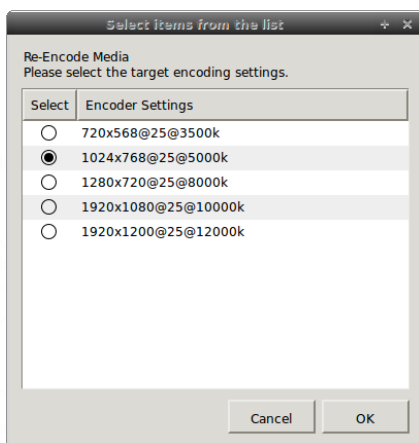 Select items from the list
Re-Encode Media
Please select the target encoding settings.
Select Encoder Settings
720x568@25@3500k
1024x768@25@5000k
1280x720@25@8000k
1920x1080@25@10000k
1920x1200@25@12000k
Cancel OK